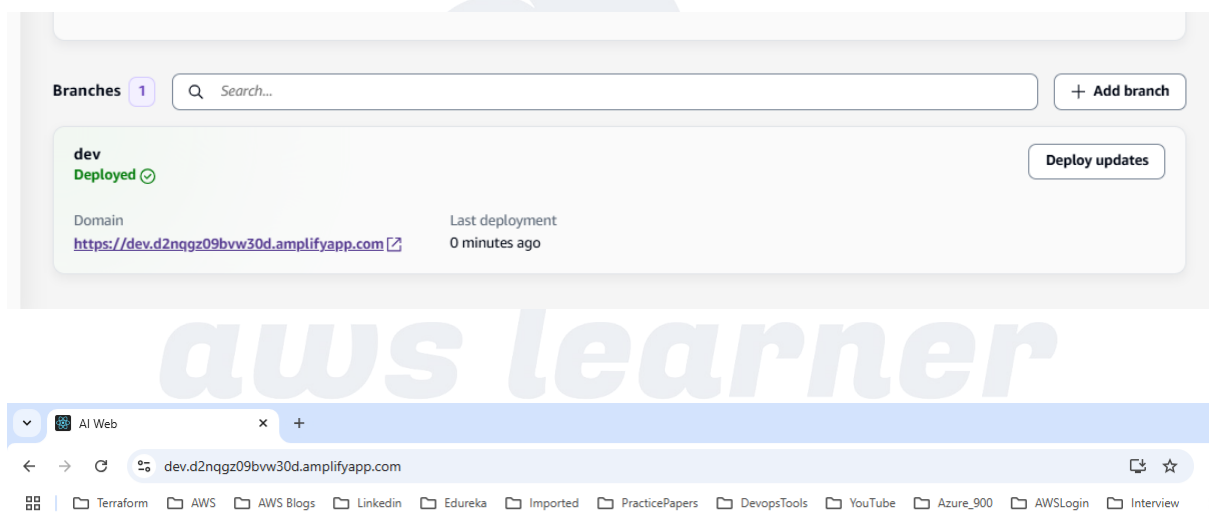 Branches 1 Search... + Add branch
dev
Deployed
Deploy updates
Domain Last deployment
https://dev.d2nqgz09bvw30d.amplifyapp.com 0 minutes ago
aws learner
AI Web
dev.d2nqgz09bvw30d.amplifyapp.com
Terraform AWS AWS Blogs Linkedin Edureka Imported PracticePapers DevopsTools YouTube Azure_900 AWSLogin Interview